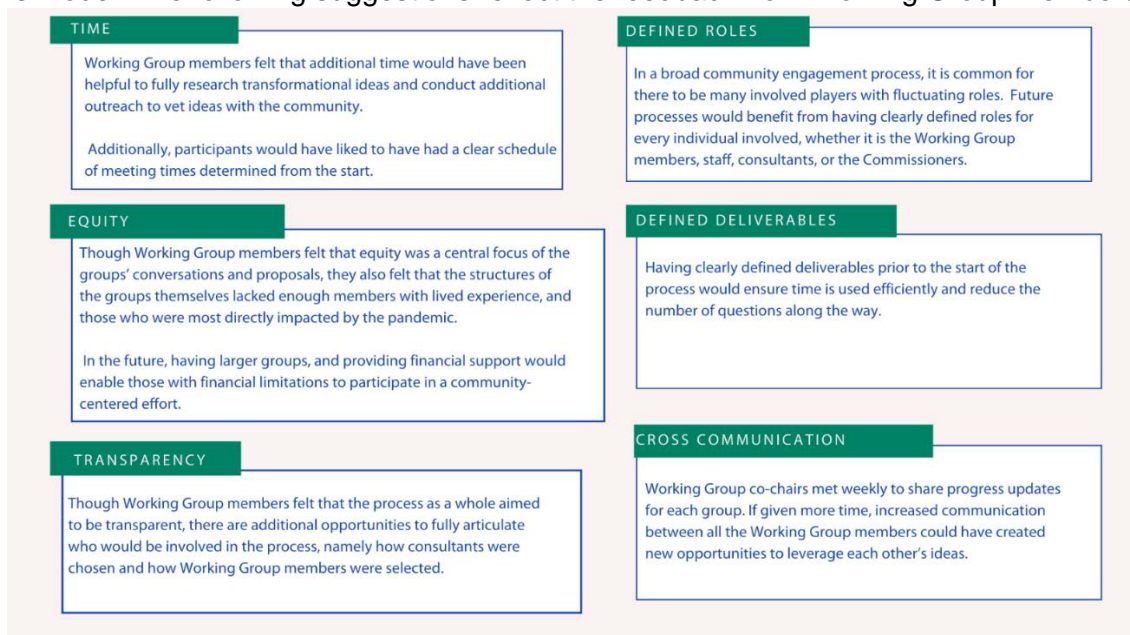 TIME
Working Group members felt that additional time would have been
helpful to fully research transformational ideas and conduct additional
outreach to vet ideas with the community.
Additionally, participants would have liked to have had a clear schedule
of meeting times determined from the start.
EQUITY
Though Working Group members felt that equity was a central focus of the
groups' conversations and proposals, they also felt that the structures of
the groups themselves lacked enough members with lived experience, and
those who were most directly impacted by the pandemic.
In the future, having larger groups, and providing financial support would
enable those with financial limitations to participate in a community-
centered effort.
TRANSPARENCY
Though Working Group members felt that the process as a whole aimed
to be transparent, there are additional opportunities to fully articulate
who would be involved in the process, namely how consultants were
chosen and how Working Group members were selected.
DEFINED ROLES
In a broad community engagement process, it is common for
there to be many involved players with fluctuating roles. Future
processes would benefit from having clearly defined roles for
every individual involved, whether it is the Working Group
members, staff, consultants, or the Commissioners.
DEFINED DELIVERABLES
Having clearly defined deliverables prior to the start of the
process would ensure time is used efficiently and reduce the
number of questions along the way.
CROSS COMMUNICATION
Working Group co-chairs met weekly to share progress updates
for each group. If given more time, increased communication
between all the Working Group members could have created
new opportunities to leverage each other's ideas.